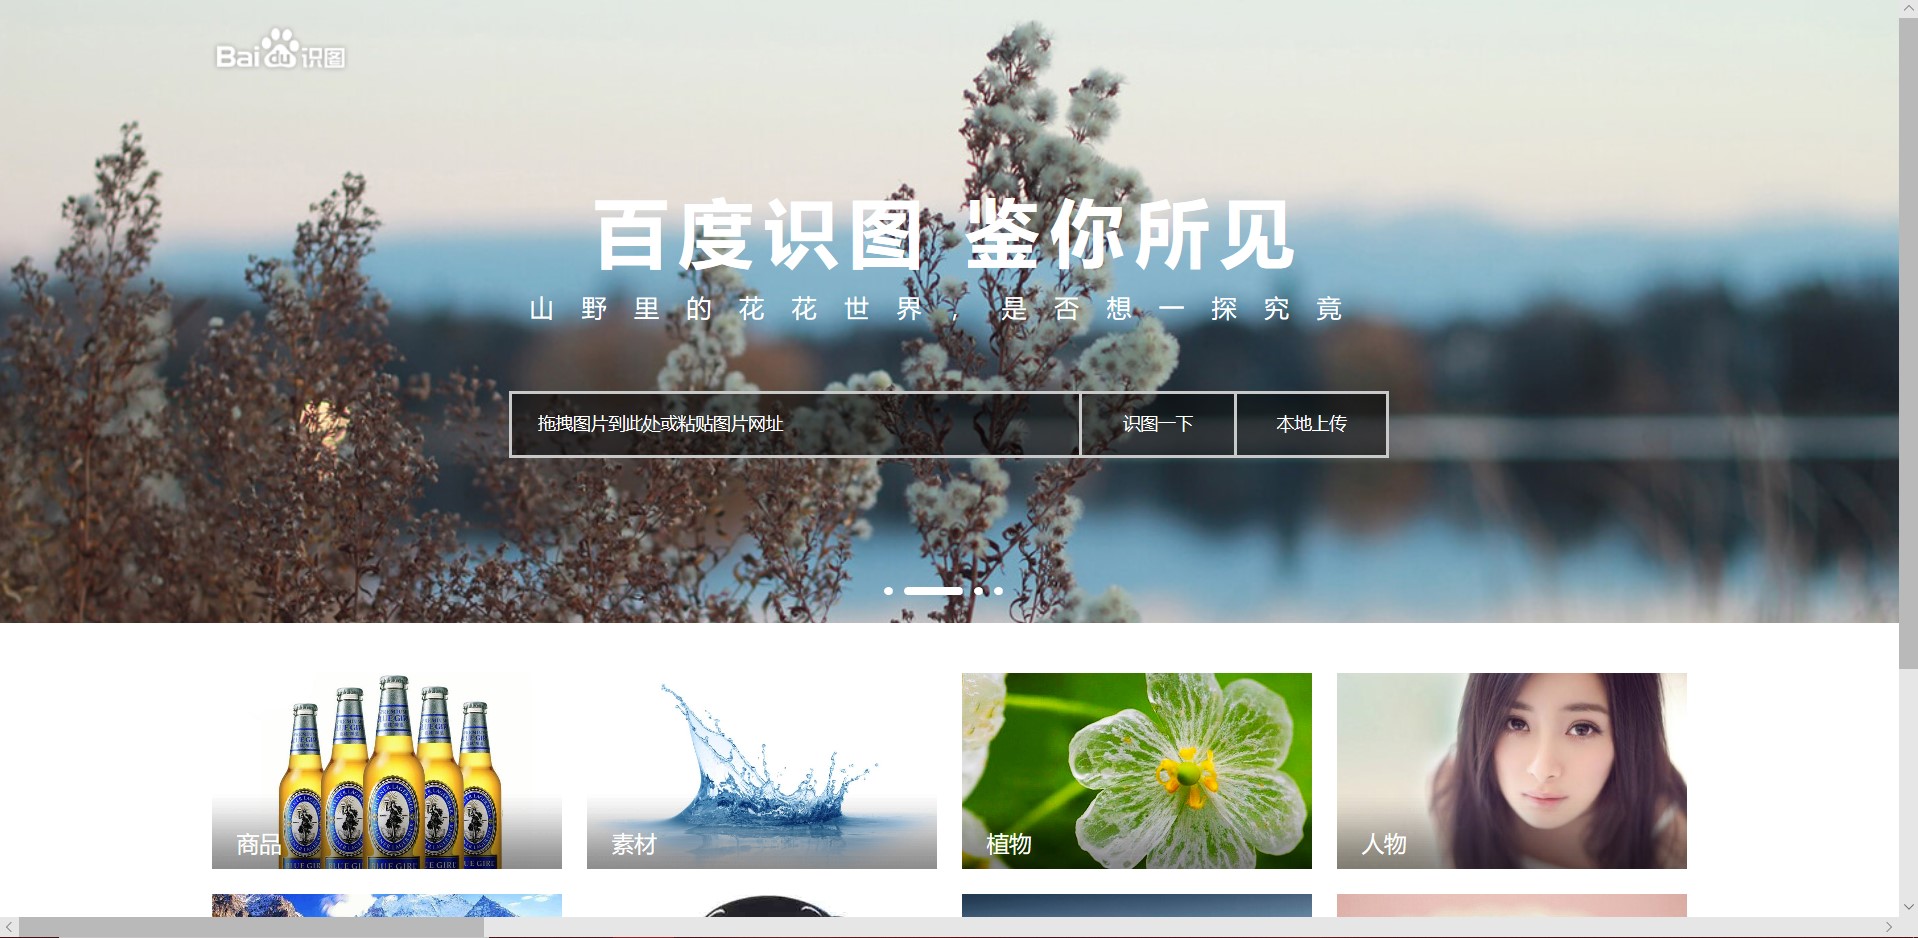 Bai du 识图
百度识图 鉴你所见
山野里的花花世界，是否想一探究竟
拖拽图片到此处或粘贴图片网址
识图一下
本地上传
商品
素材
植物
人物
BLUE GIRL